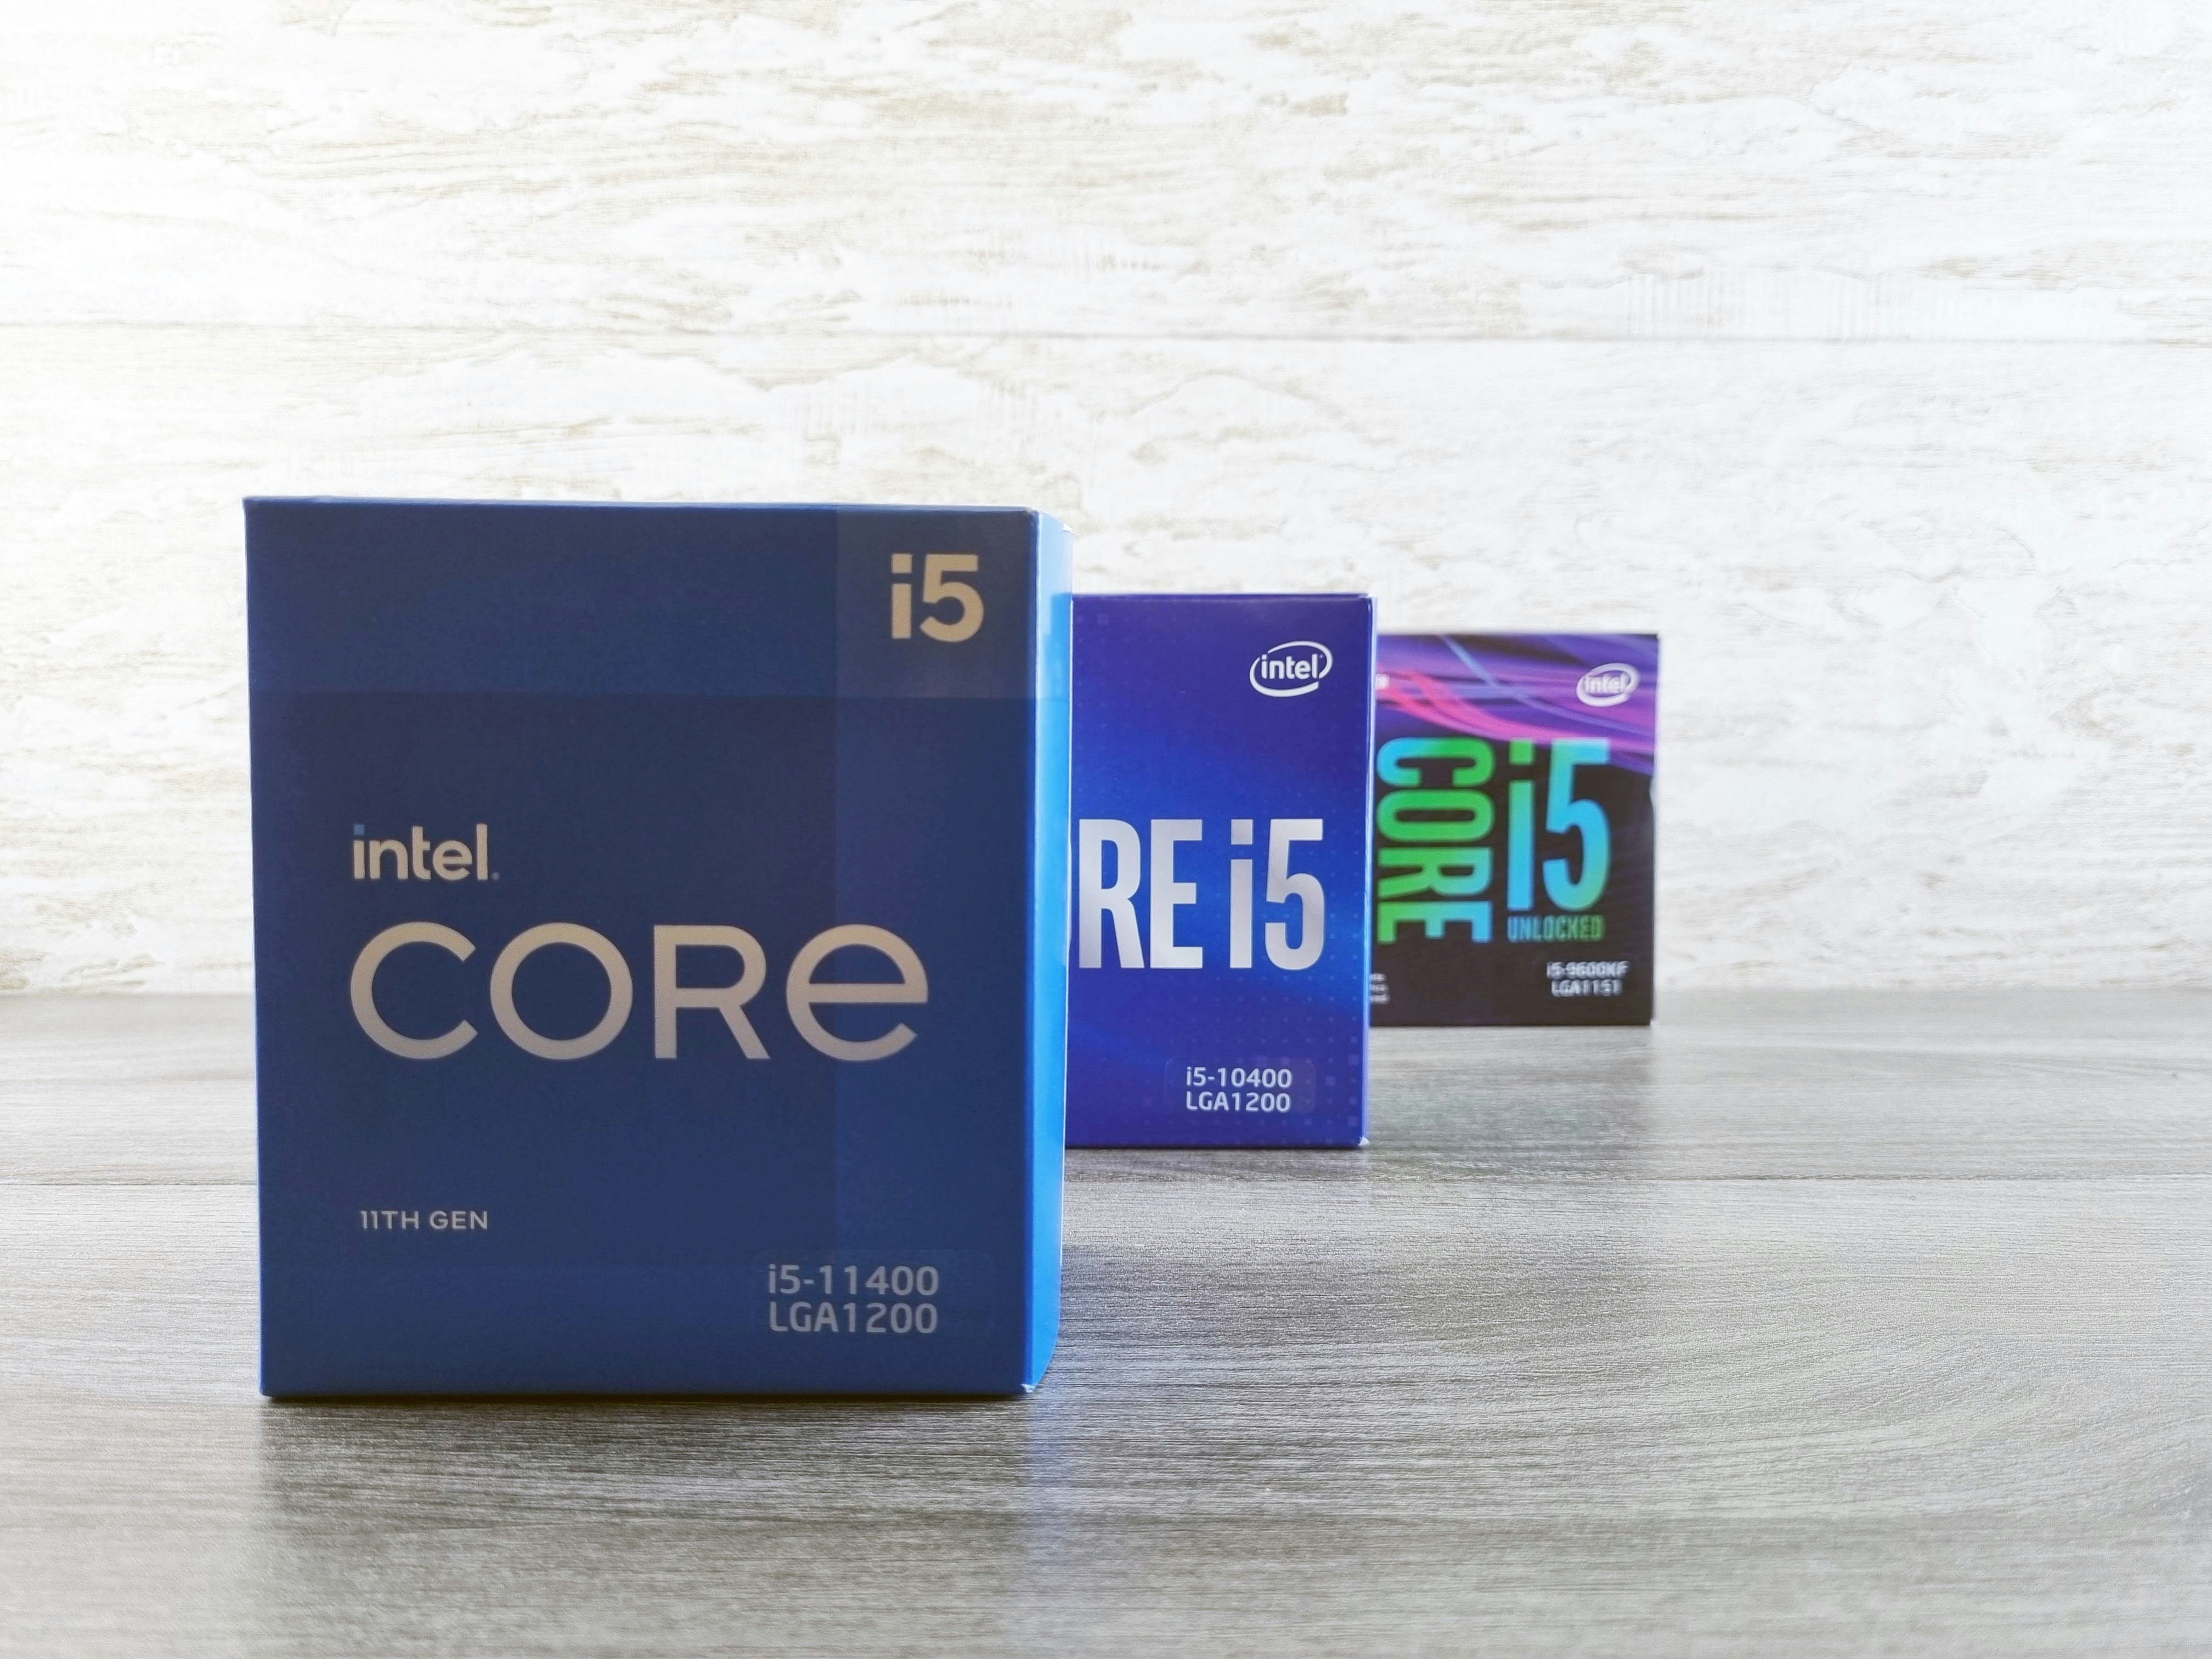 i5
intel
CORE
11TH GEN
i5-11400
LGA1200
intel
RE i5
i5-10400
LGA1200
intel
CORE i5
UNLOCKED
i5-9600KF
LGA1151